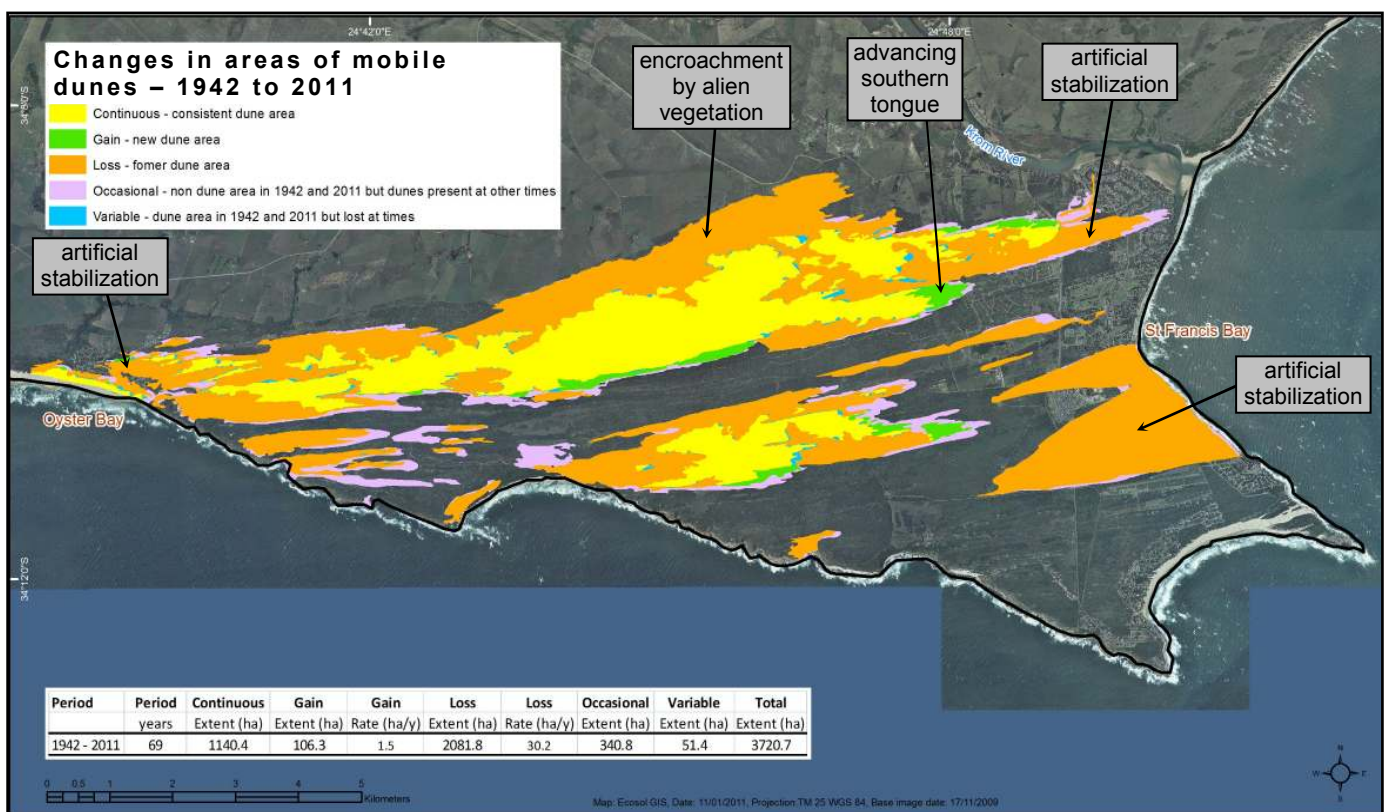 24°42'0"E
24°48'0"E
34°8'0"S
34°12'0"S
Changes in areas of mobile
dunes – 1942 to 2011
Continuous - consistent dune area
Gain - new dune area
Loss - fomer dune area
Occasional - non dune area in 1942 and 2011 but dunes present at other times
Variable - dune area in 1942 and 2011 but lost at times
encroachment
by alien
vegetation
advancing
southern
tongue
artificial
stabilization
Krom River
artificial
stabilization
St Francis Bay
artificial
stabilization
Oyster Bay
Period Period Continuous Gain Gain Loss Loss Occasional Variable Total
years Extent (ha) Extent (ha) Rate (ha/y) Extent (ha) Rate (ha/y) Extent (ha) Extent (ha) Extent (ha)
1942 - 2011 69 1140.4 106.3 1.5 2081.8 30.2 340.8 51.4 3720.7
0 0.5 1 2 3 4 5
Kilometers
Map: Ecosol GIS, Date: 11/01/2011, Projection:TM 25 WGS 84, Base image date: 17/11/2009
N
W E
S